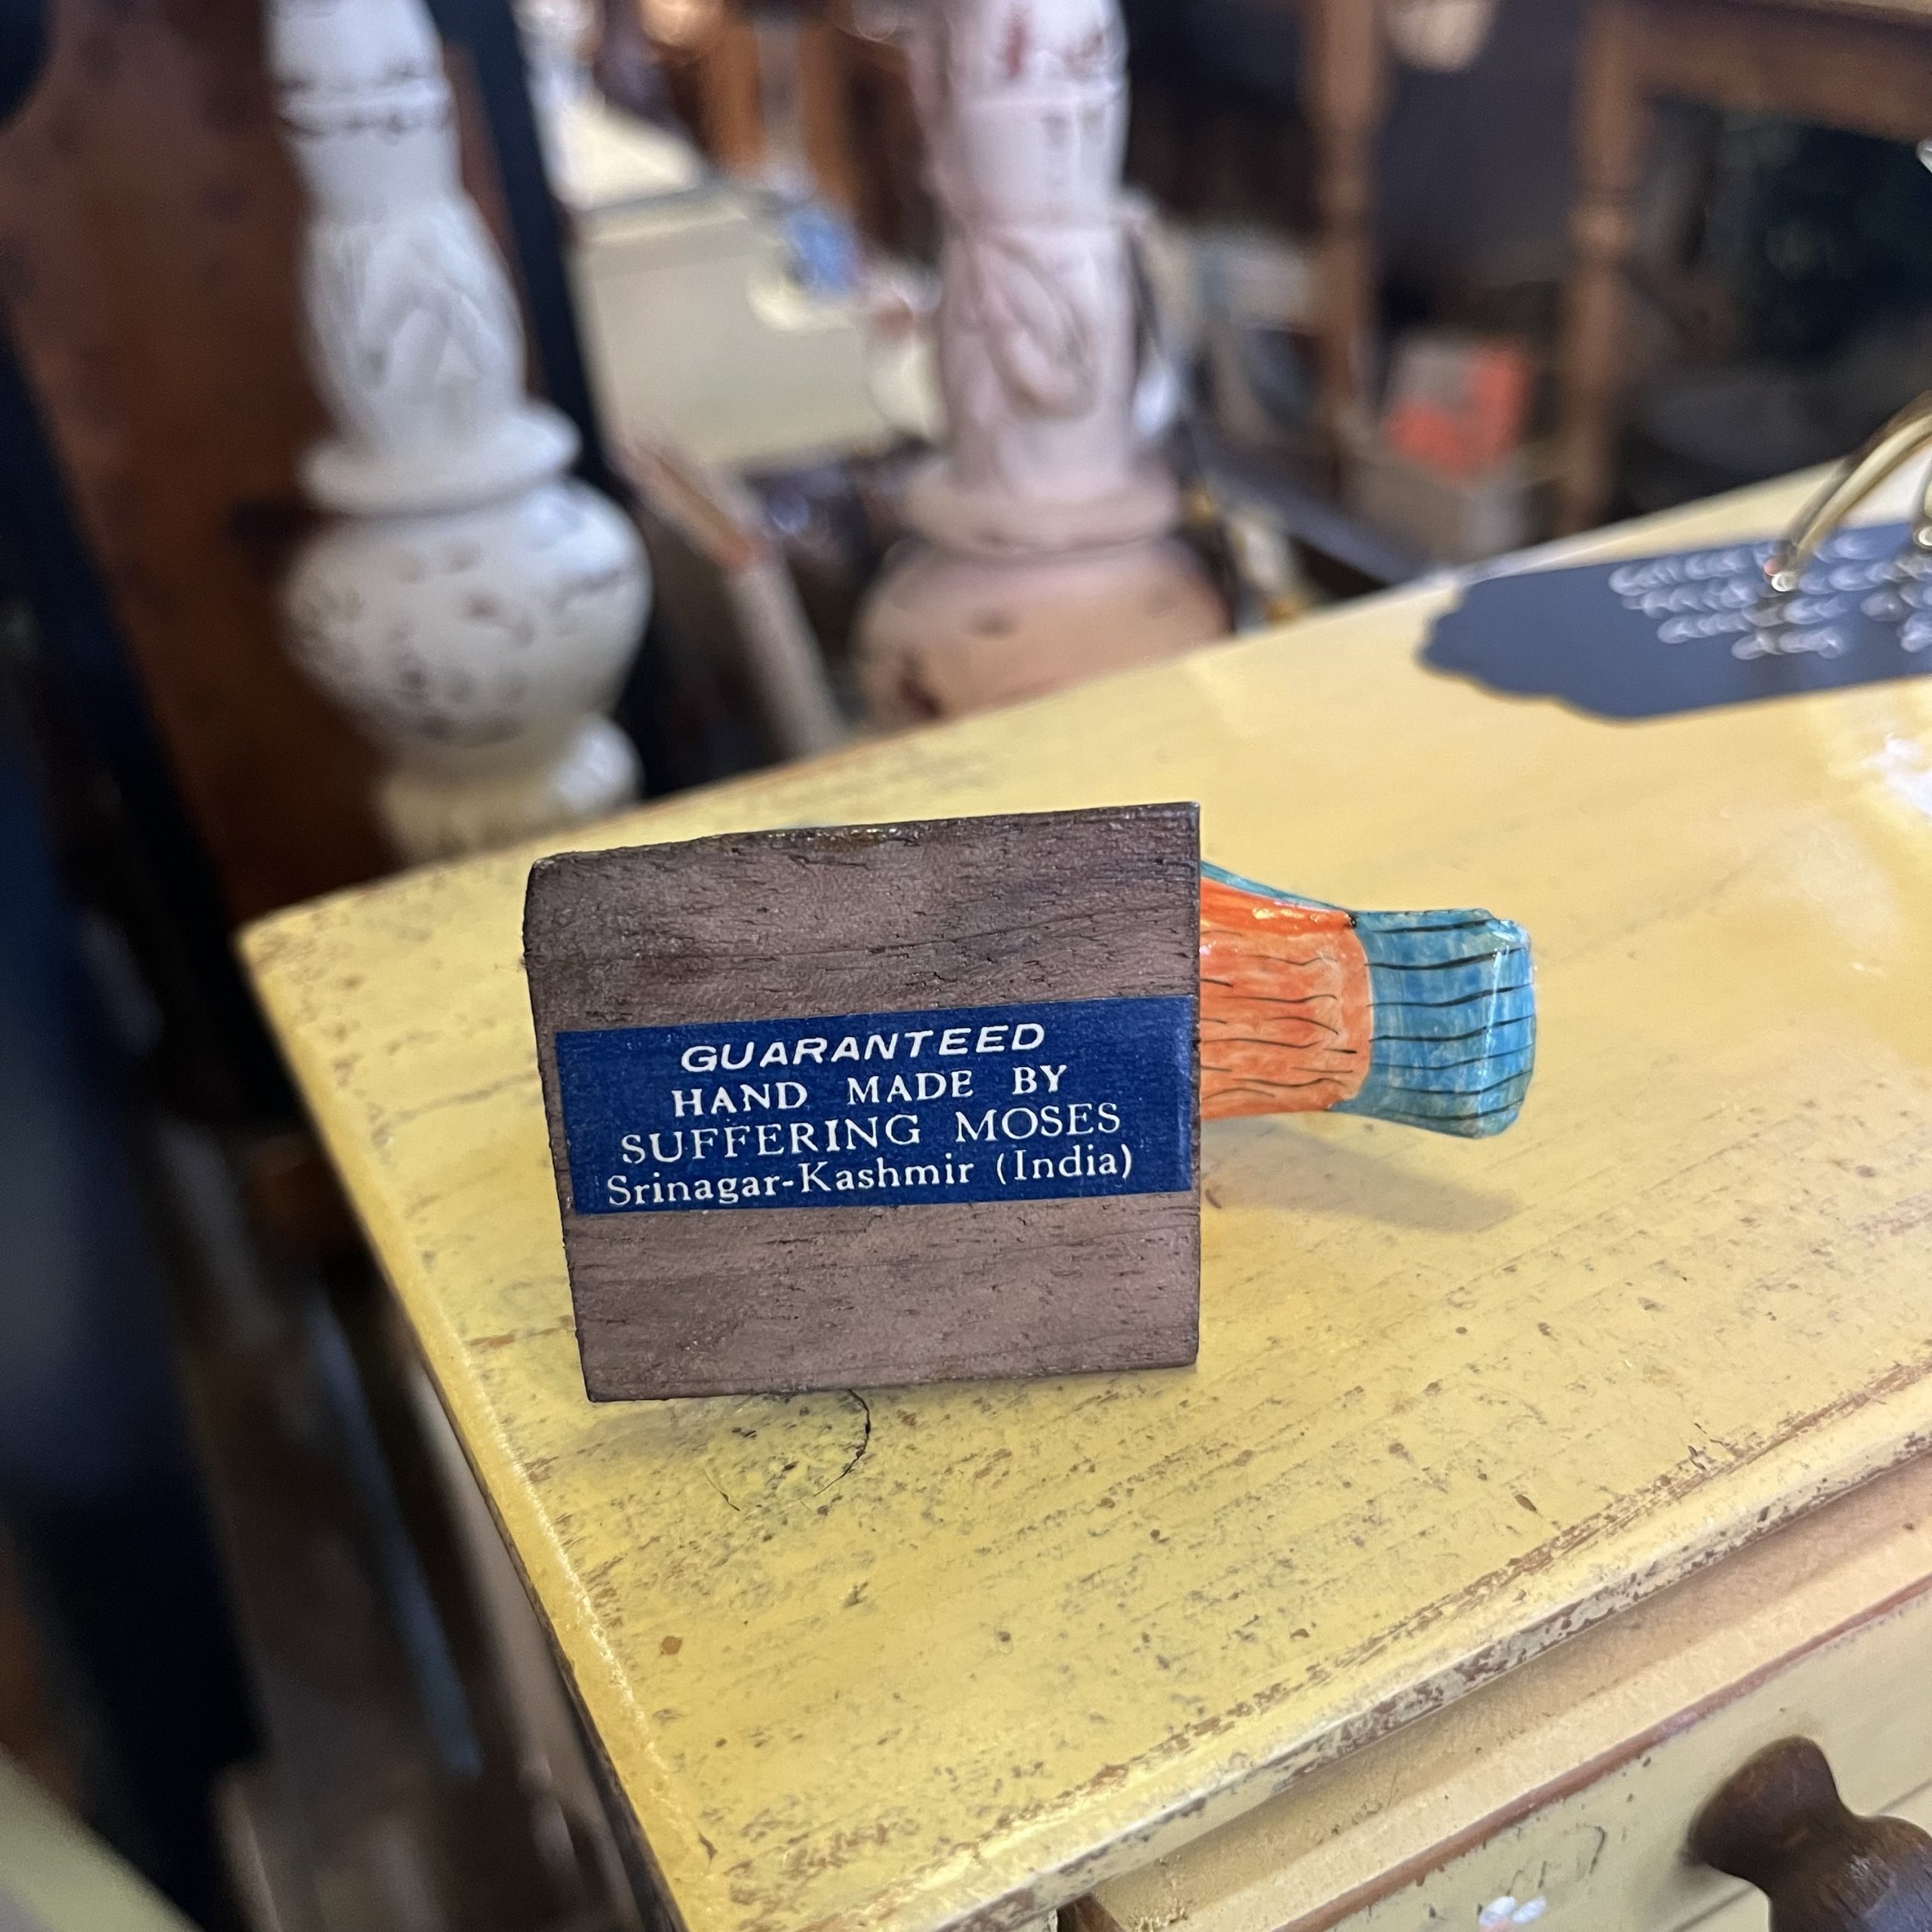 GUARANTEED
HAND MADE BY
SUFFERING MOSES
Srinagar-Kashmir (India)